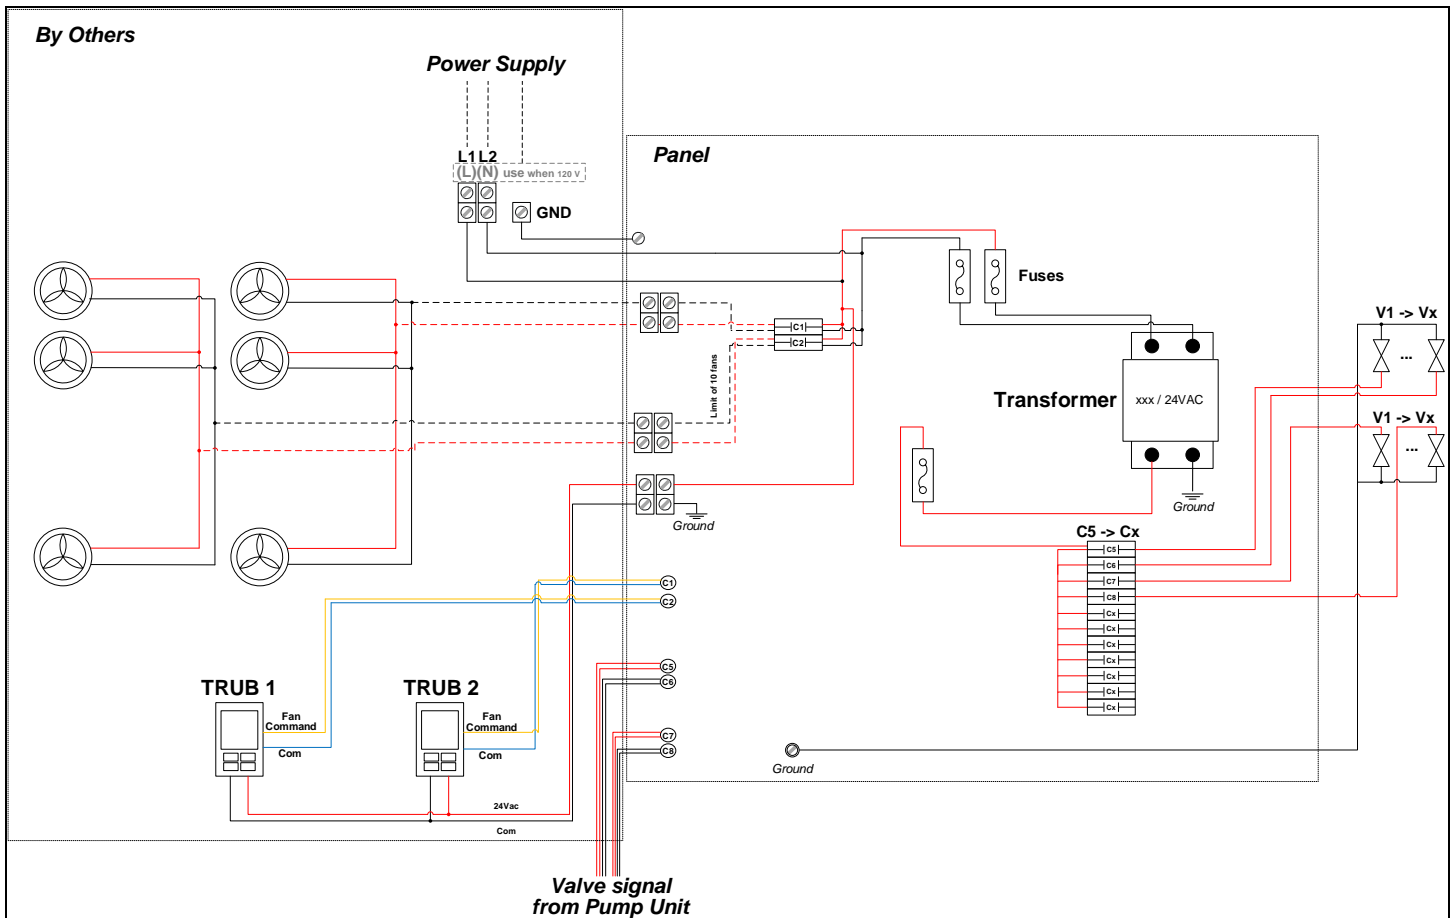 By Others
Power Supply
L1 L2
(L)(N) use when 120 V
GND
Panel
Fuses
C1
C2
Limit of 10 fans
V1 -> Vx
...
Transformer
xxx / 24VAC
V1 -> Vx
...
Ground
Ground
C5 -> Cx
C5
C6
C7
C8
Cx
Cx
Cx
Cx
Cx
Cx
Cx
C1
C2
C5
C6
C7
C8
TRUB 1
Fan
Command
Com
TRUB 2
Fan
Command
Com
Ground
24Vac
Com
Valve signal
from Pump Unit